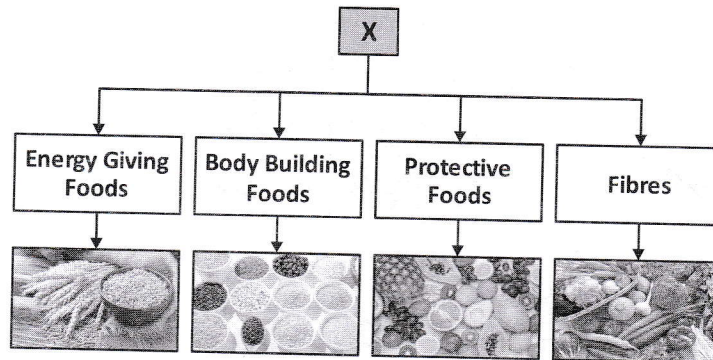 X
Energy Giving
Foods
Body Building
Foods
Protective
Foods
Fibres